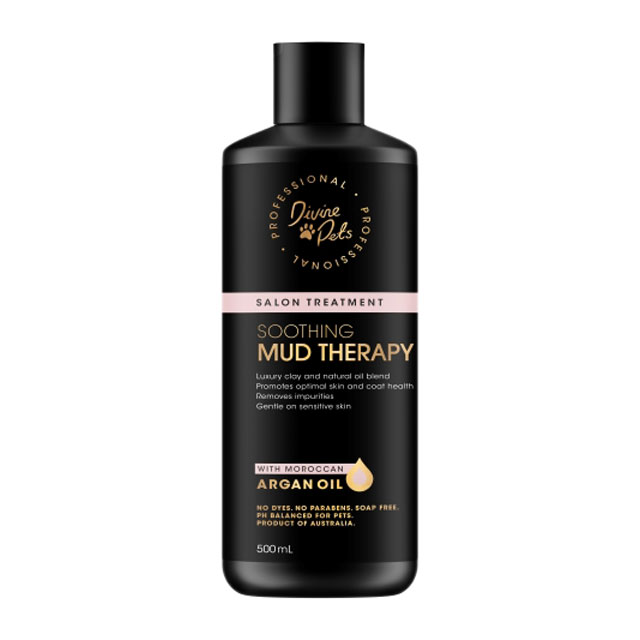 PROFESSIONAL • PROFESSIONAL •
Divine
Pets
SALON TREATMENT
SOOTHING
MUD THERAPY
Luxury clay and natural oil blend
Promotes optimal skin and coat health
Removes impurities
Gentle on sensitive skin
WITH MOROCCAN
ARGAN OIL
NO DYES. NO PARABENS. SOAP FREE.
PH BALANCED FOR PETS.
PRODUCT OF AUSTRALIA.
500 mL